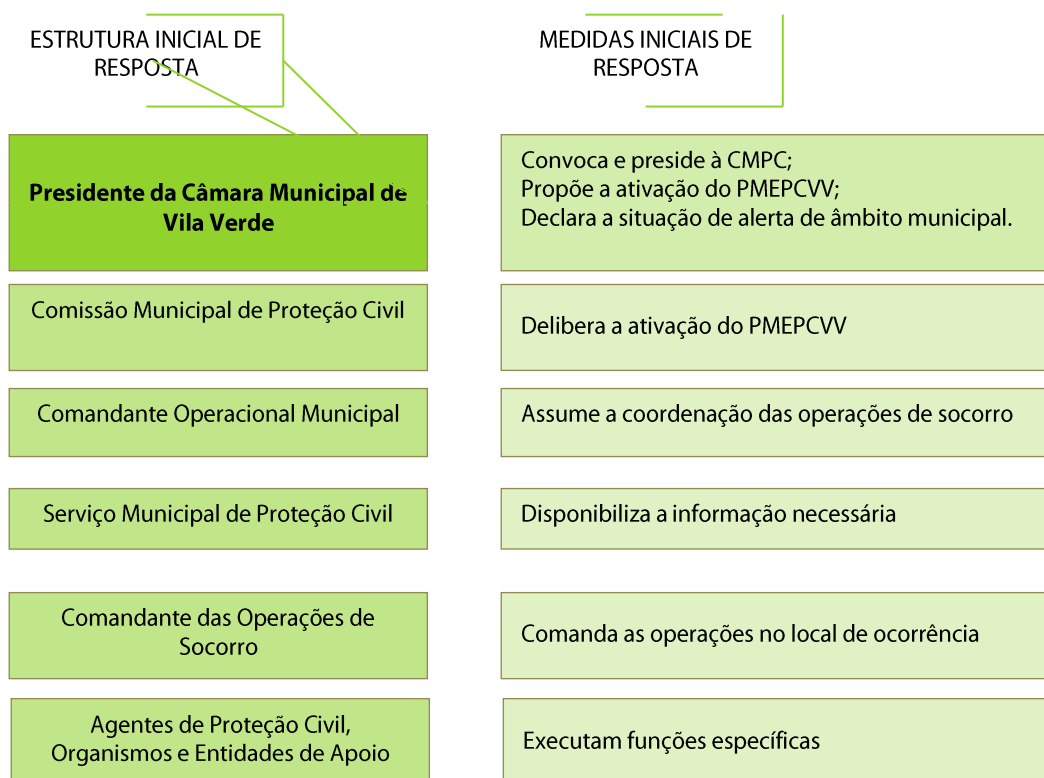 ESTRUTURA INICIAL DE
RESPOSTA
MEDIDAS INICIAIS DE
RESPOSTA
Presidente da Câmara Municipal de
Vila Verde
Convoca e preside à CMPC;
Propõe a ativação do PMEPCVV;
Declara a situação de alerta de âmbito municipal.
Comissão Municipal de Proteção Civil
Delibera a ativação do PMEPCVV
Comandante Operacional Municipal
Assume a coordenação das operações de socorro
Serviço Municipal de Proteção Civil
Disponibiliza a informação necessária
Comandante das Operações de
Socorro
Comanda as operações no local de ocorrência
Agentes de Proteção Civil,
Organismos e Entidades de Apoio
Executam funções específicas